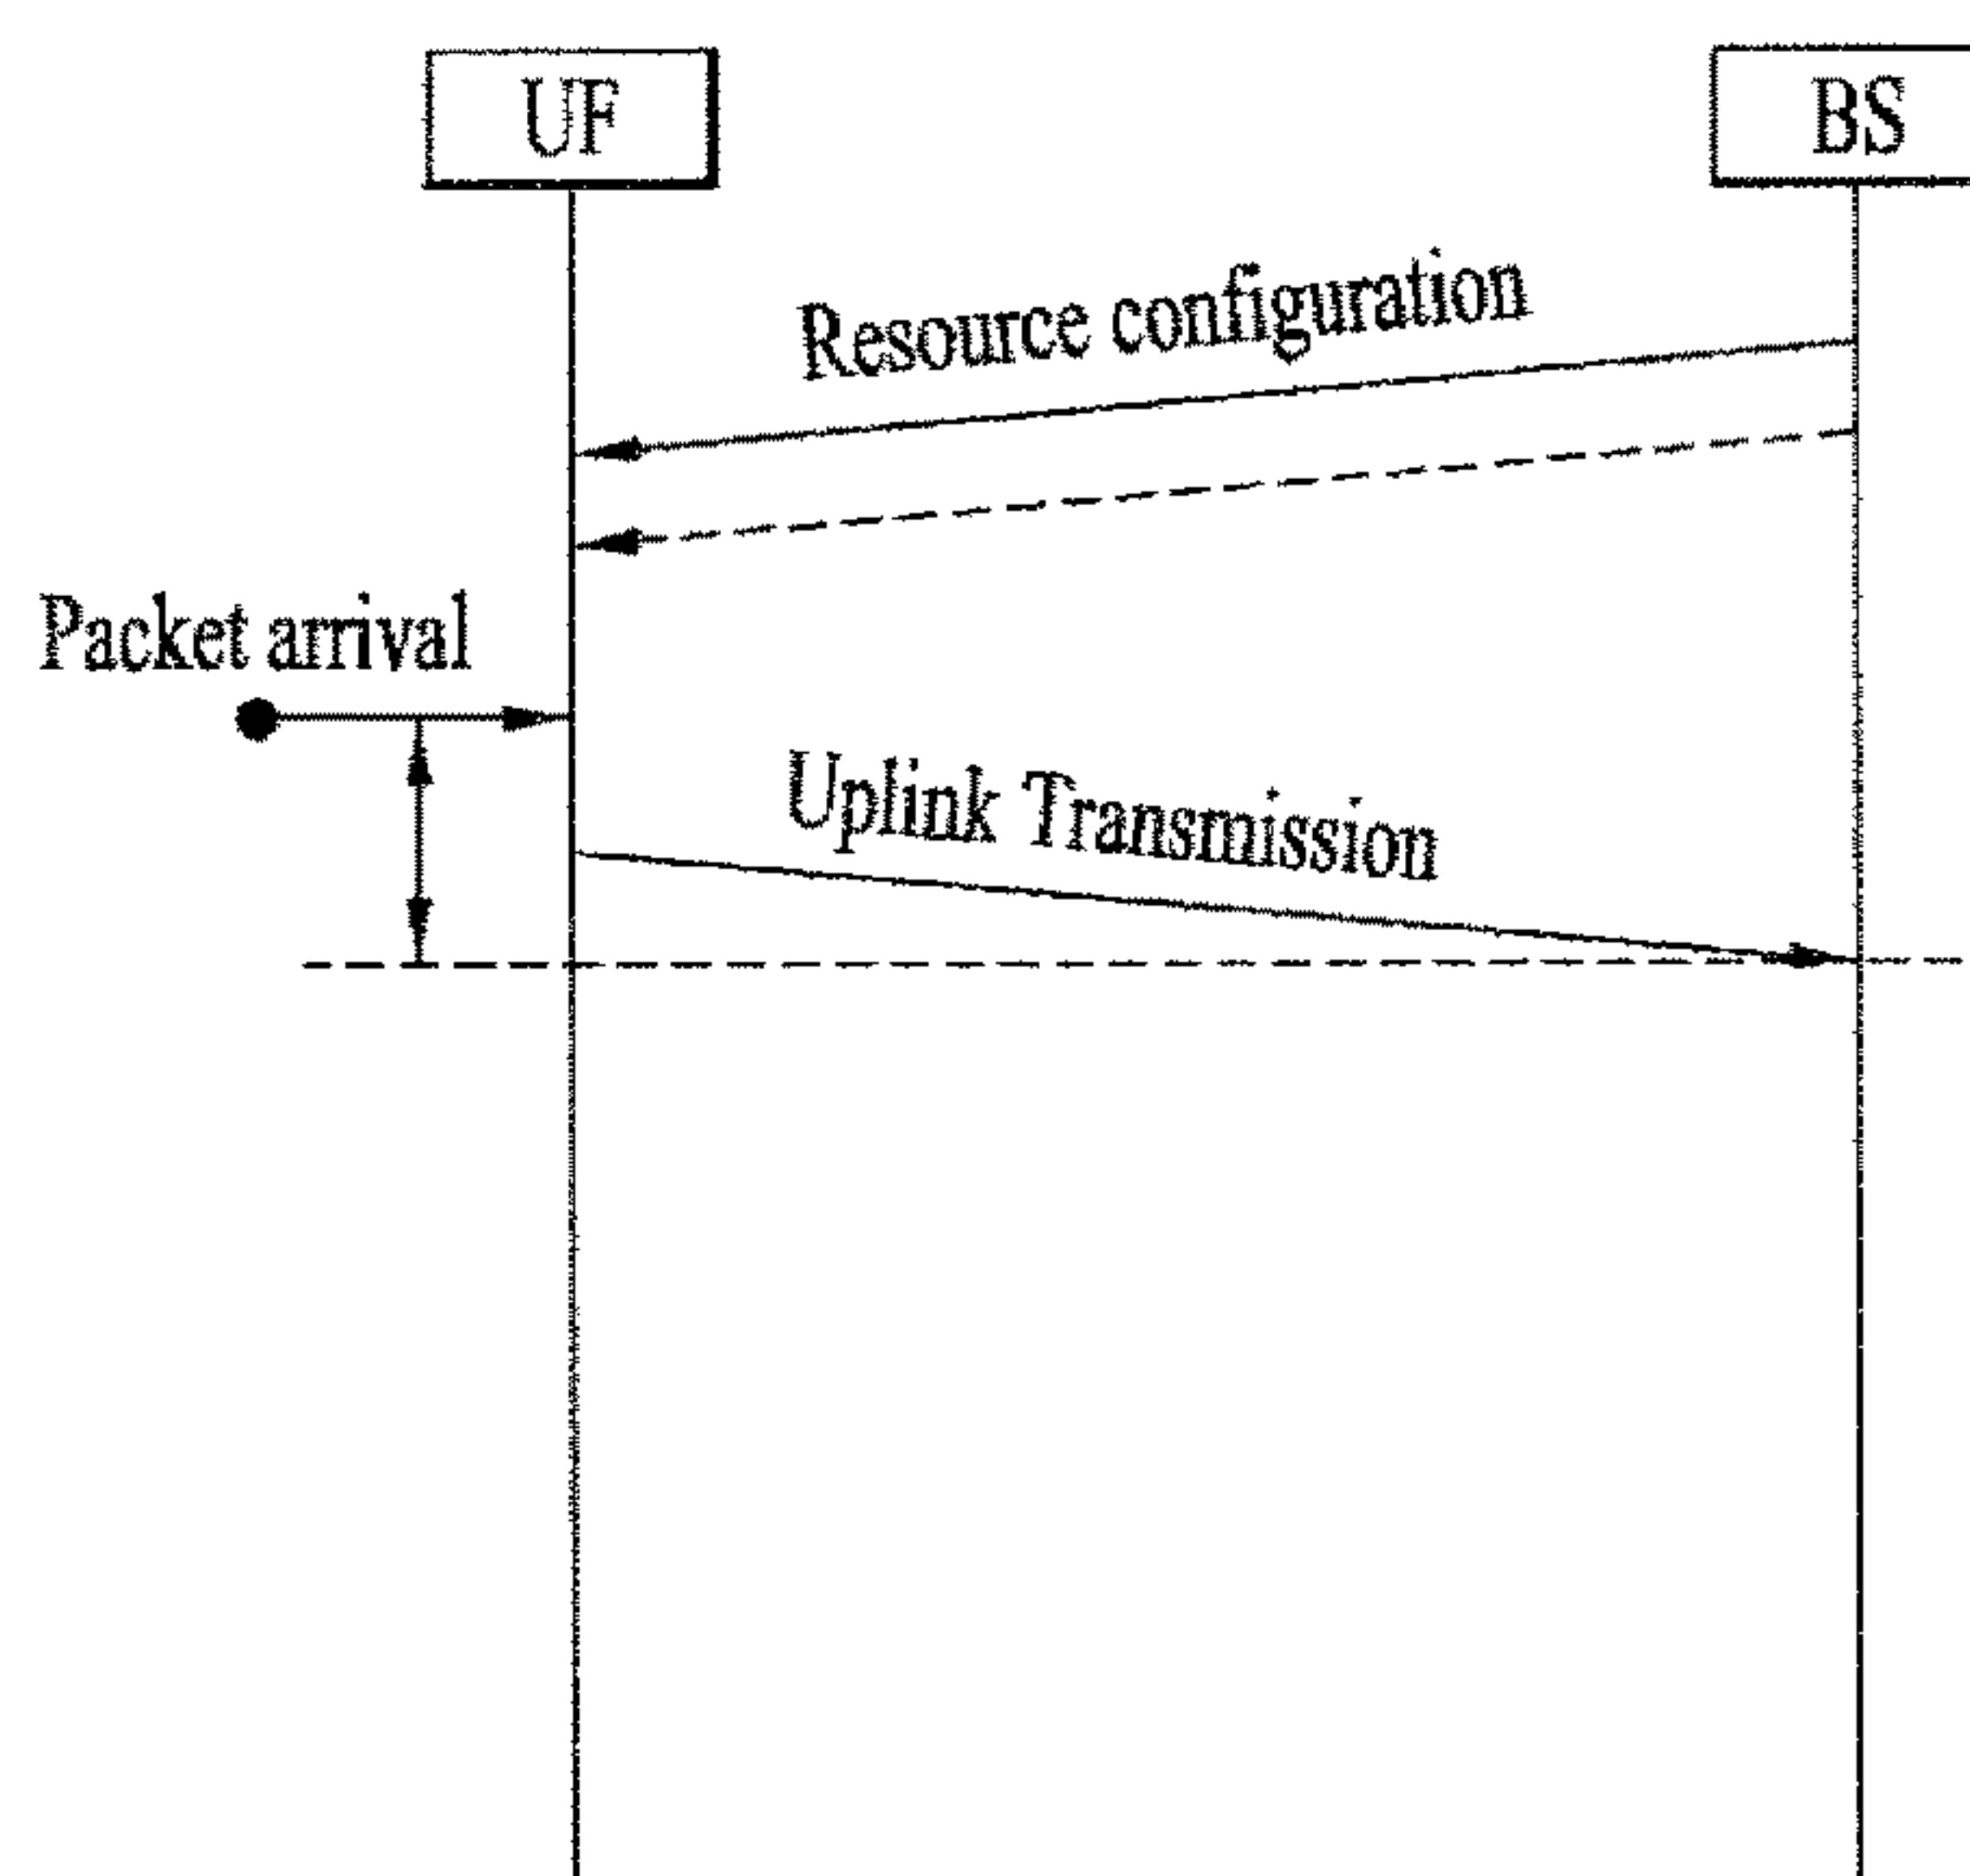 UF
BS
Resource configuration
Packet arrival
Uplink Transmission